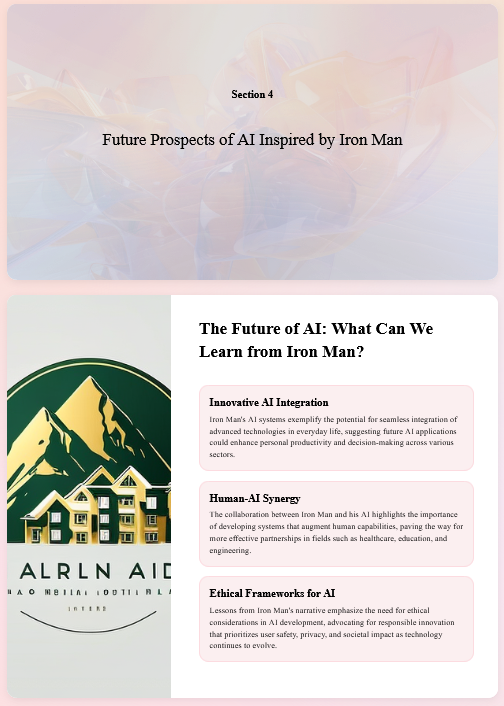 Section 4
Future Prospects of AI Inspired by Iron Man
The Future of AI: What Can We
Learn from Iron Man?
Innovative AI Integration
Iron Man's AI systems exemplify the potential for seamless integration of
advanced technologies in everyday life, suggesting future AI applications
could enhance personal productivity and decision-making across various
sectors.
Human-AI Synergy
The collaboration between Iron Man and his AI highlights the importance
of developing systems that augment human capabilities, paving the way for
more effective partnerships in fields such as healthcare, education, and
engineering.
Ethical Frameworks for AI
Lessons from Iron Man's narrative emphasize the need for ethical
considerations in AI development, advocating for responsible innovation
that prioritizes user safety, privacy, and societal impact as technology
continues to evolve.
ALRLN AID